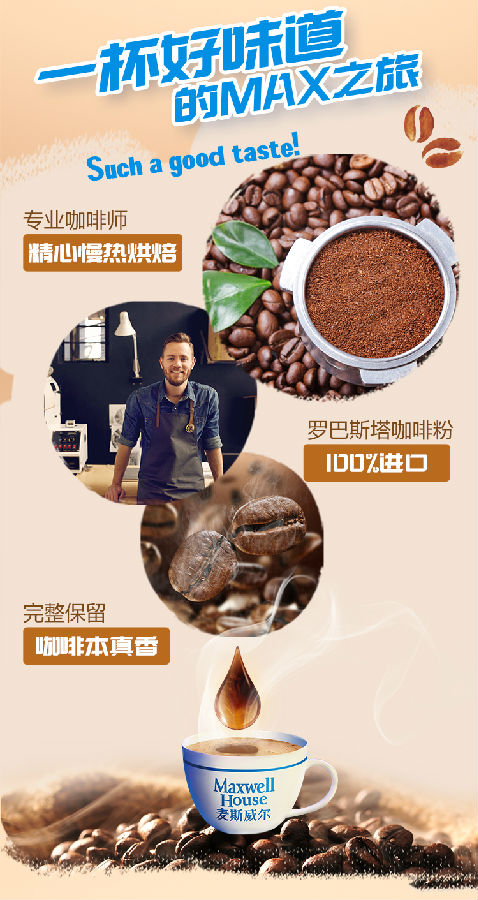 一杯好味道
的MAX之旅
Such a good taste!
专业咖啡师
精心慢热烘焙
罗巴斯塔咖啡粉
100%进口
完整保留
咖啡本真香
Maxwell
House
麦斯威尔